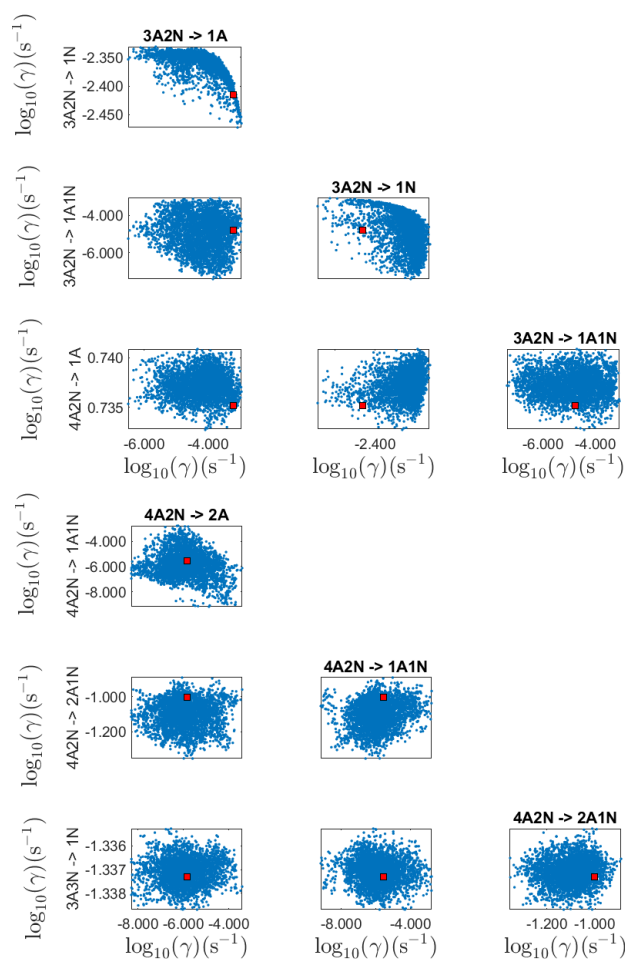 3A2N -> 1A
log₁₀(γ)(s⁻¹)
3A2N -> 1N
-2.350
-2.400
-2.450
3A2N -> 1N
log₁₀(γ)(s⁻¹)
3A2N -> 1A1N
-4.000
-6.000
3A2N -> 1A1N
log₁₀(γ)(s⁻¹)
4A2N -> 1A
0.740
0.735
-6.000 -4.000 -2.400 -6.000 -4.000
log₁₀(γ)(s⁻¹) log₁₀(γ)(s⁻¹) log₁₀(γ)(s⁻¹)
4A2N -> 2A
log₁₀(γ)(s⁻¹)
4A2N -> 1A1N
-4.000
-6.000
-8.000
4A2N -> 1A1N
log₁₀(γ)(s⁻¹)
4A2N -> 2A1N
-1.000
-1.200
4A2N -> 2A1N
log₁₀(γ)(s⁻¹)
3A3N -> 1N
-1.336
-1.337
-1.338
-8.000 -6.000 -4.000 -8.000 -4.000 -1.200 -1.000
log₁₀(γ)(s⁻¹) log₁₀(γ)(s⁻¹) log₁₀(γ)(s⁻¹)